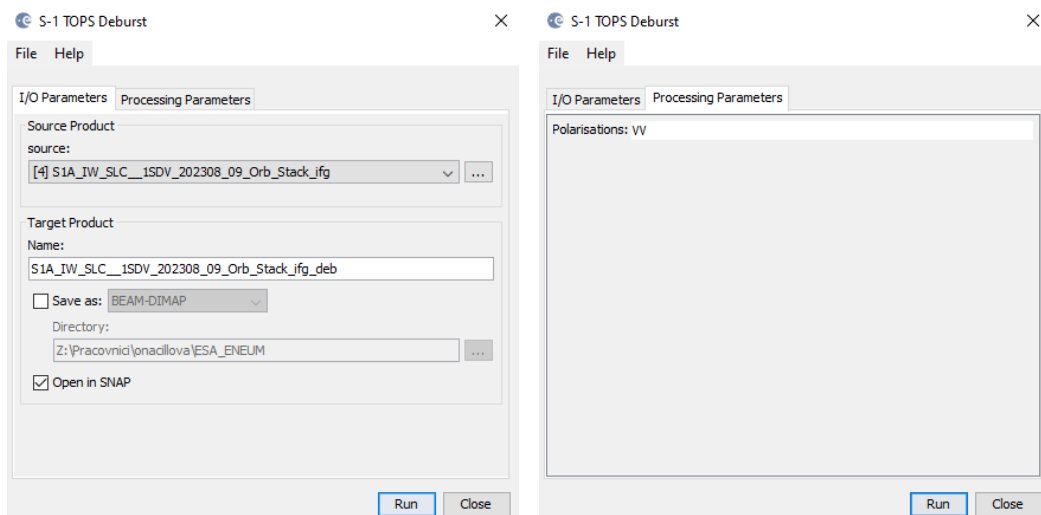 S-1 TOPS Deburst
File Help
I/O Parameters Processing Parameters
Source Product
source:
[4] S1A_IW_SLC__1SDV_202308_09_Orb_Stack_ifg
...
Target Product
Name:
S1A_IW_SLC__1SDV_202308_09_Orb_Stack_ifg_deb
Save as: BEAM-DIMAP
Directory:
Z:\Pracovnici\onacillova\ESA_ENEUM
...
Open in SNAP
Run Close
S-1 TOPS Deburst
File Help
I/O Parameters Processing Parameters
Polarisations: VV
Run Close